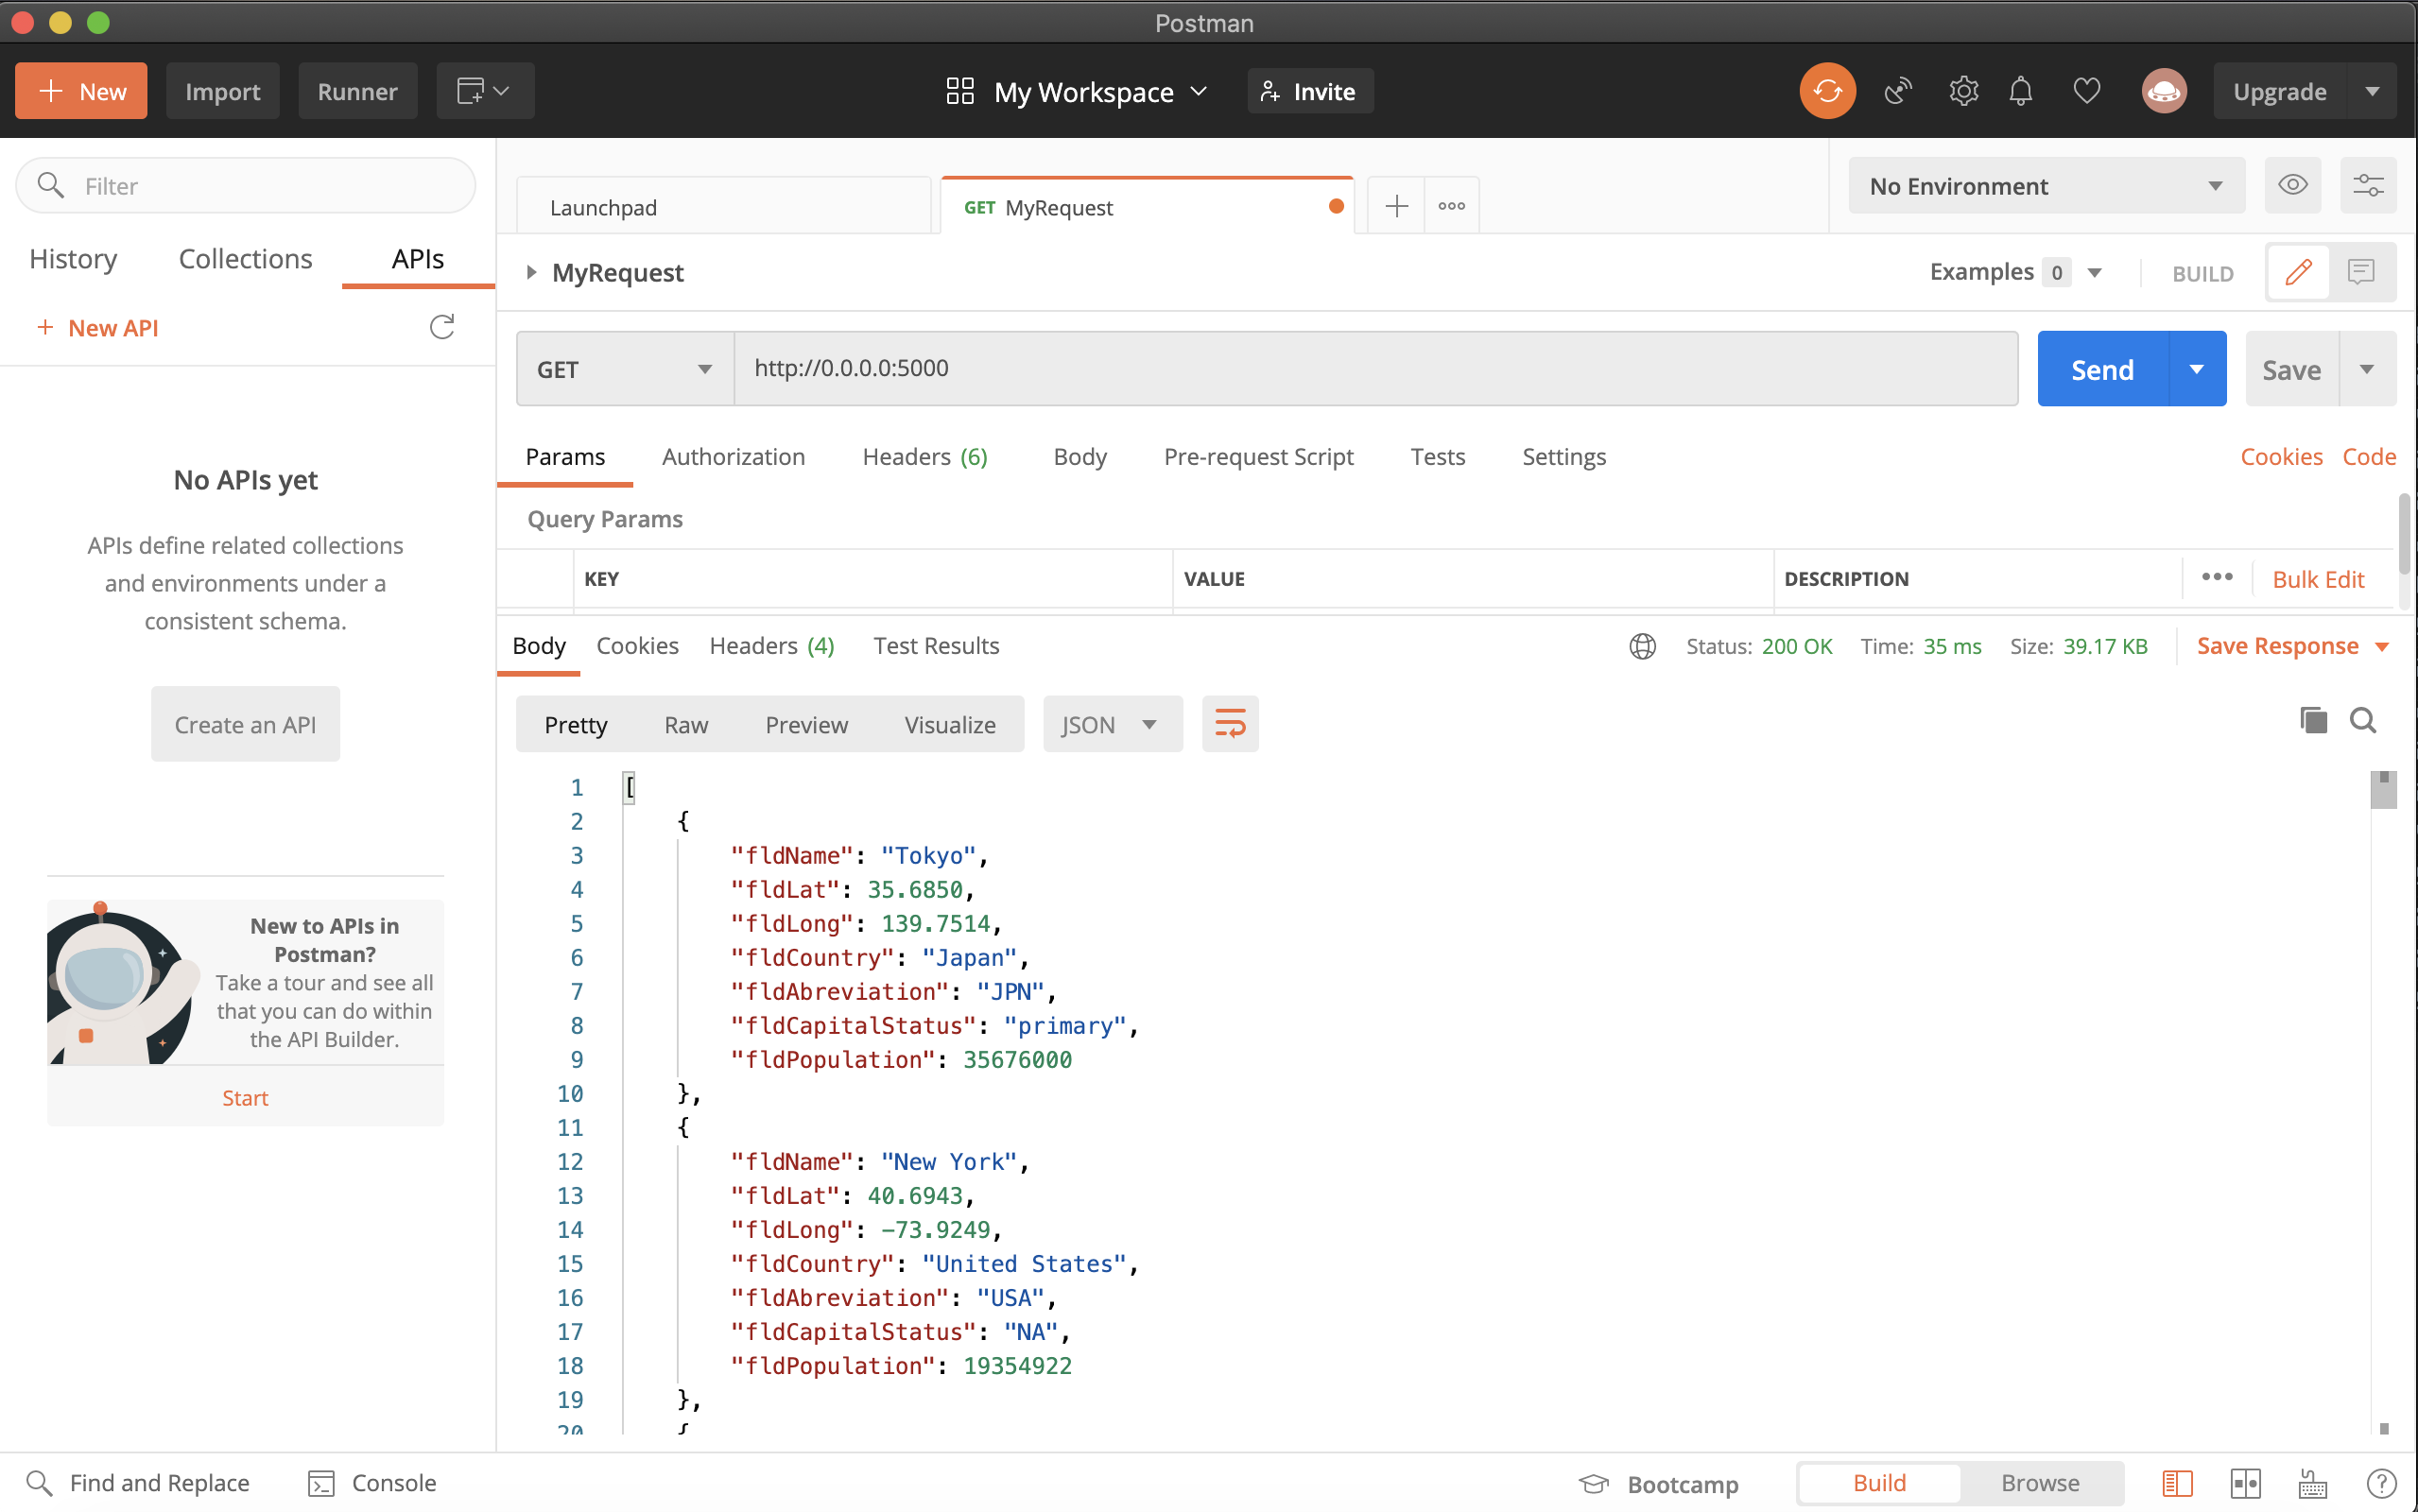 Postman
New Import Runner My Workspace Invite Upgrade
Filter
History Collections APIs
New API
No APIs yet
APIs define related collections
and environments under a
consistent schema.
Create an API
New to APIs in
Postman?
Take a tour and see all
that you can do within
the API Builder.
Start
Launchpad GET MyRequest No Environment
MyRequest Examples 0 BUILD
GET http://0.0.0.0:5000 Send Save
Params Authorization Headers (6) Body Pre-request Script Tests Settings Cookies Code
Query Params
KEY VALUE DESCRIPTION Bulk Edit
Body Cookies Headers (4) Test Results Status: 200 OK Time: 35 ms Size: 39.17 KB Save Response
Pretty Raw Preview Visualize JSON
1 [
2 {
3 "fldName": "Tokyo",
4 "fldLat": 35.6850,
5 "fldLong": 139.7514,
6 "fldCountry": "Japan",
7 "fldAbreviation": "JPN",
8 "fldCapitalStatus": "primary",
9 "fldPopulation": 35676000
10 },
11 {
12 "fldName": "New York",
13 "fldLat": 40.6943,
14 "fldLong": -73.9249,
15 "fldCountry": "United States",
16 "fldAbreviation": "USA",
17 "fldCapitalStatus": "NA",
18 "fldPopulation": 19354922
19 },
20 {
Find and Replace Console Bootcamp Build Browse